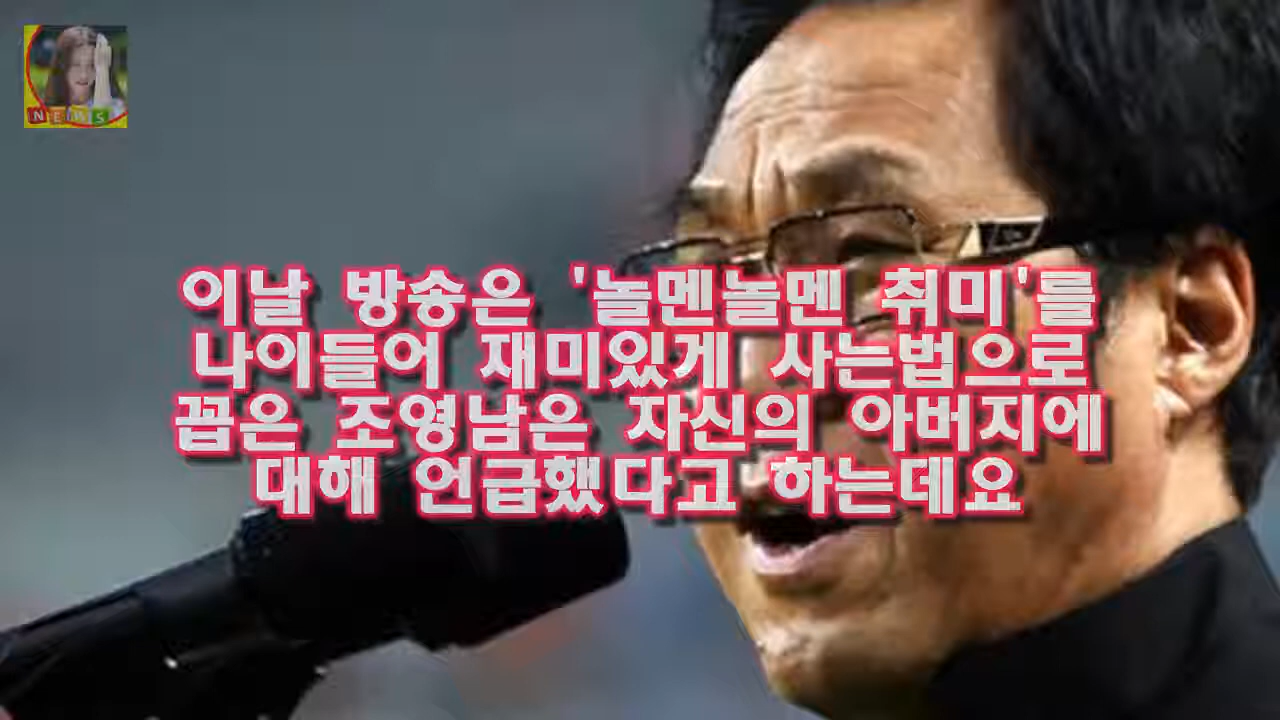 NEWS
이날 방송은 '놀멘놀멘 취미'를
나이들어 재미있게 사는법으로
꼽은 조영남은 자신의 아버지에
대해 언급했다고 하는데요